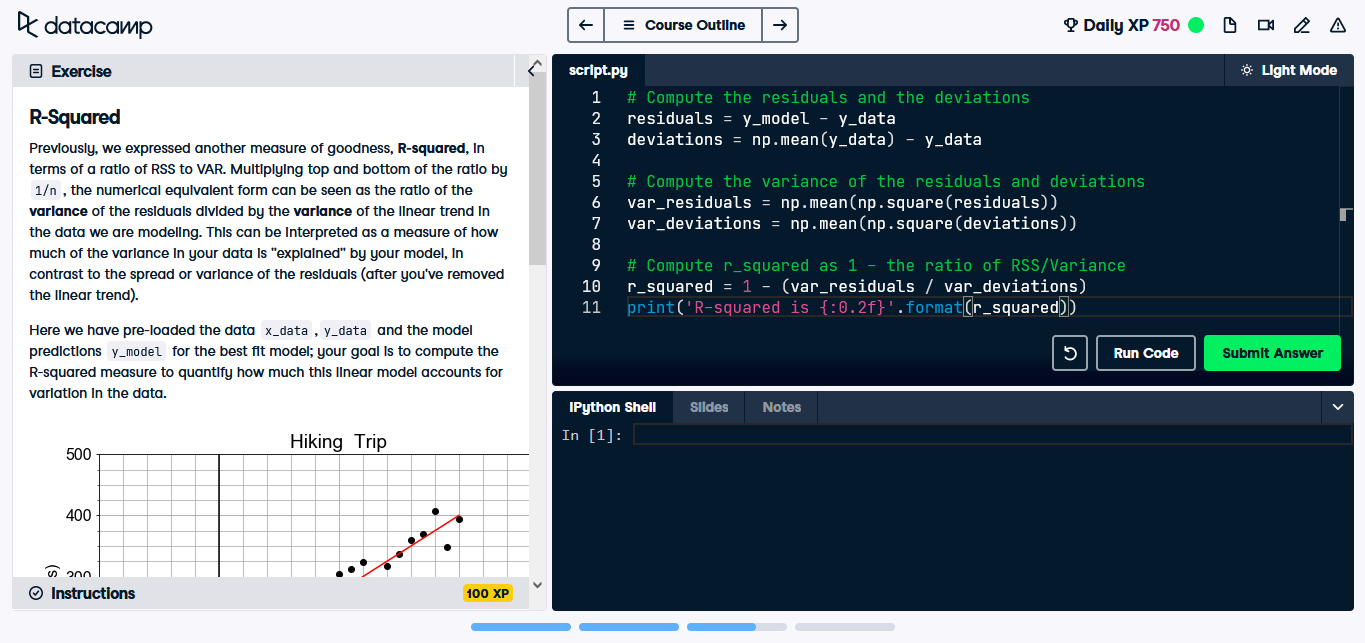 datacamp
Course Outline
Daily XP 750
Exercise
R-Squared
Previously, we expressed another measure of goodness, R-squared, in
terms of a ratio of RSS to VAR. Multiplying top and bottom of the ratio by
1/n , the numerical equivalent form can be seen as the ratio of the
variance of the residuals divided by the variance of the linear trend in
the data we are modeling. This can be interpreted as a measure of how
much of the variance in your data is "explained" by your model, in
contrast to the spread or variance of the residuals (after you've removed
the linear trend).
Here we have pre-loaded the data x_data , y_data and the model
predictions y_model for the best fit model; your goal is to compute the
R-squared measure to quantify how much this linear model accounts for
variation in the data.
Hiking Trip
500
400
300
s)
Instructions
100 XP
script.py
Light Mode
1 # Compute the residuals and the deviations
2 residuals = y_model - y_data
3 deviations = np.mean(y_data) - y_data
4
5 # Compute the variance of the residuals and deviations
6 var_residuals = np.mean(np.square(residuals))
7 var_deviations = np.mean(np.square(deviations))
8
9 # Compute r_squared as 1 - the ratio of RSS/Variance
10 r_squared = 1 - (var_residuals / var_deviations)
11 print('R-squared is {:0.2f}'.format(r_squared))
Run Code
Submit Answer
IPython Shell
Slides
Notes
In [1]: